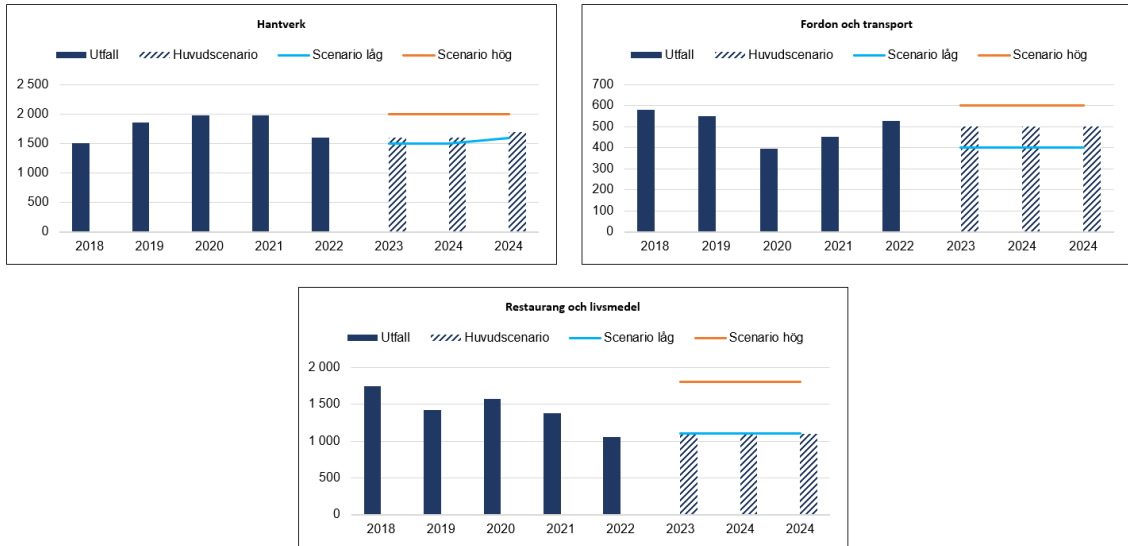 Hantverk
Utfall Huvudscenario Scenario låg Scenario hög
2 500
2 000
1 500
1 000
500
0
2018 2019 2020 2021 2022 2023 2024 2024
Fordon och transport
Utfall Huvudscenario Scenario låg Scenario hög
700
600
500
400
300
200
100
0
2018 2019 2020 2021 2022 2023 2024 2024
Restaurang och livsmedel
Utfall Huvudscenario Scenario låg Scenario hög
2 000
1 500
1 000
500
0
2018 2019 2020 2021 2022 2023 2024 2024